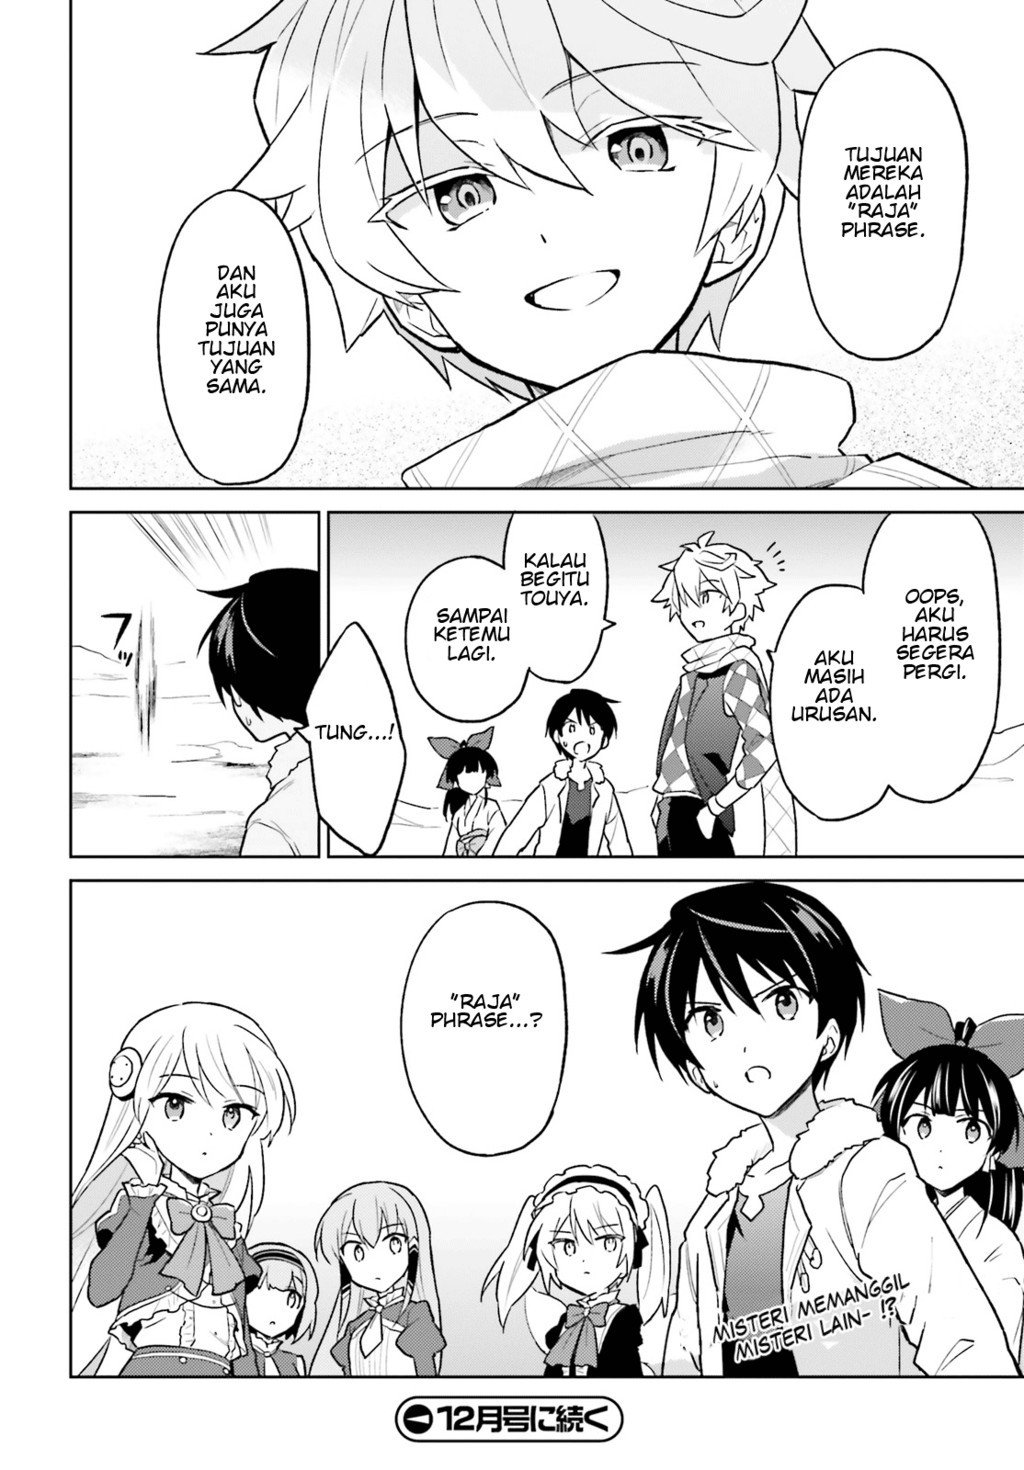 TUJUAN
MEREKA
ADALAH
"RAJA"
PHRASE.
DAN
AKU
JUGA
PUNYA
TUJUAN
YANG
SAMA.
OOPS,
AKU
HARUS
SEGERA
PERGI.
AKU
MASIH
ADA
URUSAN.
KALAU
BEGITU
TOUYA.
SAMPAI
KETEMU
LAGI.
TUNG...!
フッ
"RAJA"
PHRASE...?
MISTERI MEMANGGIL
MISTERI LAIN- !?
12月号に続く